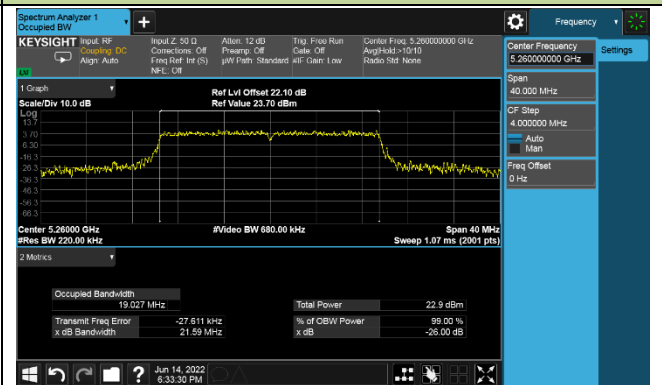 Spectrum Analyzer 1
Occupied BW
Frequency
KEYSIGHT
Input: RF
Coupling: DC
Align: Auto
Input Z: 50 Ω
Corrections: Off
Freq Ref: Int (S)
NFE: Off
Atten: 12 dB
Preamp: Off
µW Path: Standard
Trig: Free Run
Gate: Off
#IF Gain: Low
Center Freq: 5.260000000 GHz
Avg|Hold:>10/10
Radio Std: None
Center Frequency
5.260000000 GHz
Settings
Span
40.000 MHz
CF Step
4.000000 MHz
Auto
Man
Freq Offset
0 Hz
1 Graph
Scale/Div 10.0 dB
Ref Lvl Offset 22.10 dB
Ref Value 23.70 dBm
Log
13.7
3.70
-6.30
-16.3
-26.3
-36.3
-46.3
-56.3
-66.3
Center 5.26000 GHz
#Res BW 220.00 kHz
#Video BW 680.00 kHz
Span 40 MHz
Sweep 1.07 ms (2001 pts)
2 Metrics
Occupied Bandwidth
19.027 MHz
Total Power 22.9 dBm
Transmit Freq Error -27.611 kHz
% of OBW Power 99.00 %
x dB Bandwidth 21.59 MHz
x dB -26.00 dB
Jun 14, 2022
6:33:30 PM